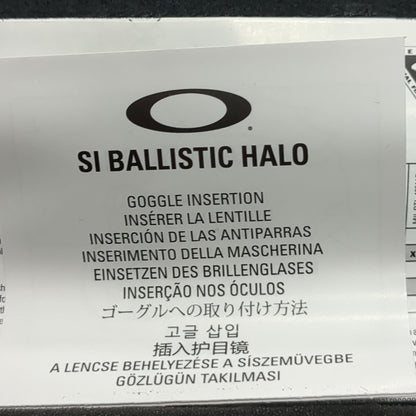 SI BALLISTIC HALO
GOGGLE INSERTION
INSÉRER LA LENTILLE
INSERCIÓN DE LAS ANTIPARRAS
INSERIMENTO DELLA MASCHERINA
EINSETZEN DES BRILLENGLASES
INSERÇÃO NOS ÓCULOS
ゴーグルへの取り付け方法
고글 삽입
插入护目镜
A LENCSE BEHELYEZÉSE A SÍSZEMÜVEGBE
GÖZLÜGÜN TAKILMASI